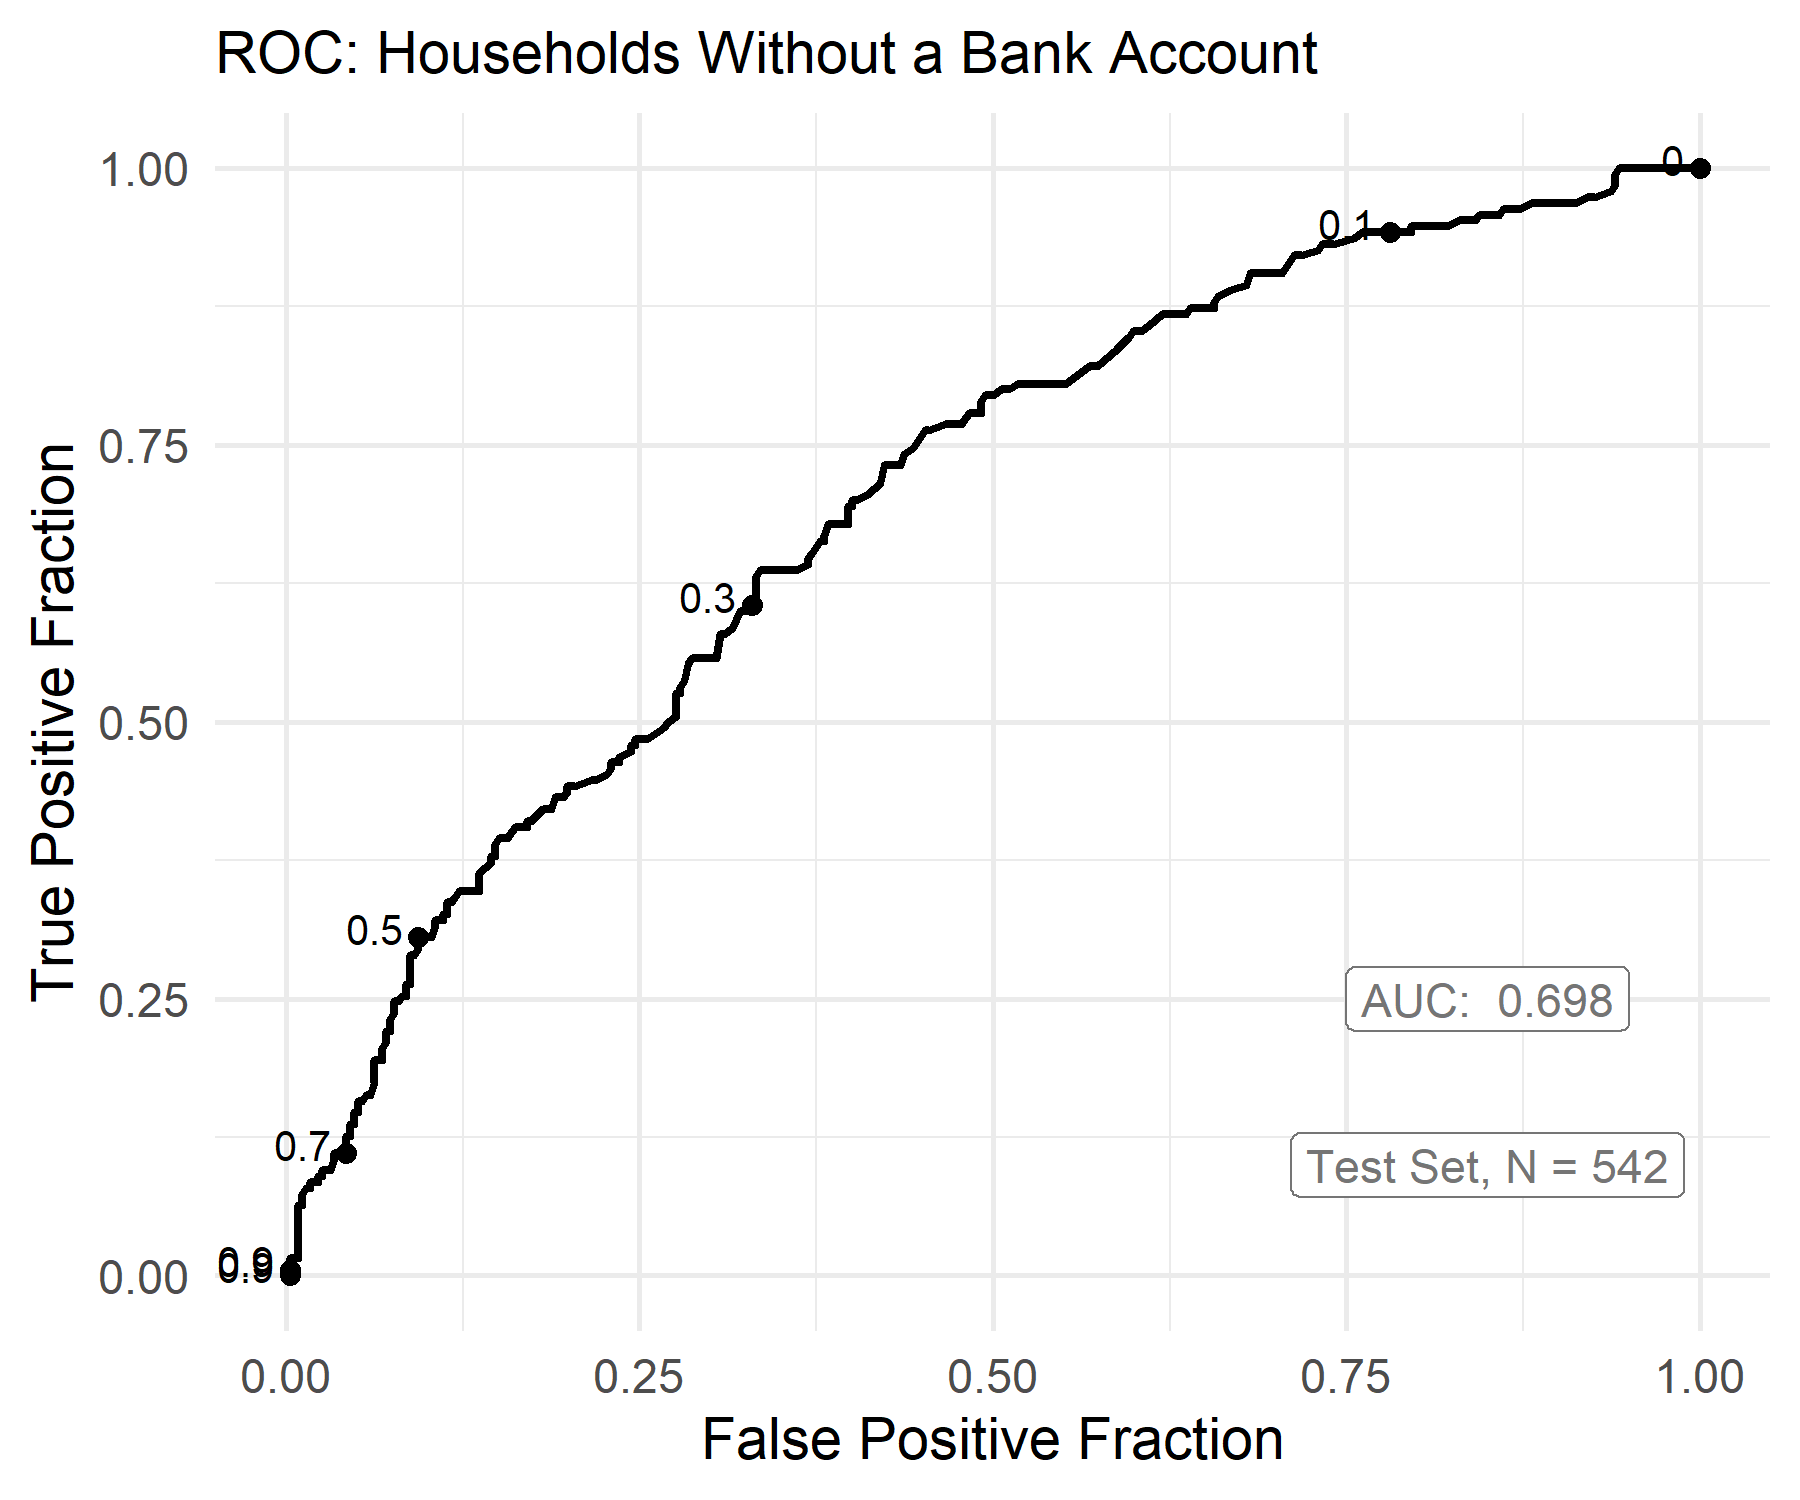 ROC: Households Without a Bank Account
True Positive Fraction
1.00
0.75
0.50
0.25
0.00
0
0.1
0.3
0.5
0.7
0.9
AUC:  0.698
Test Set, N = 542
0.00 0.25 0.50 0.75 1.00
False Positive Fraction